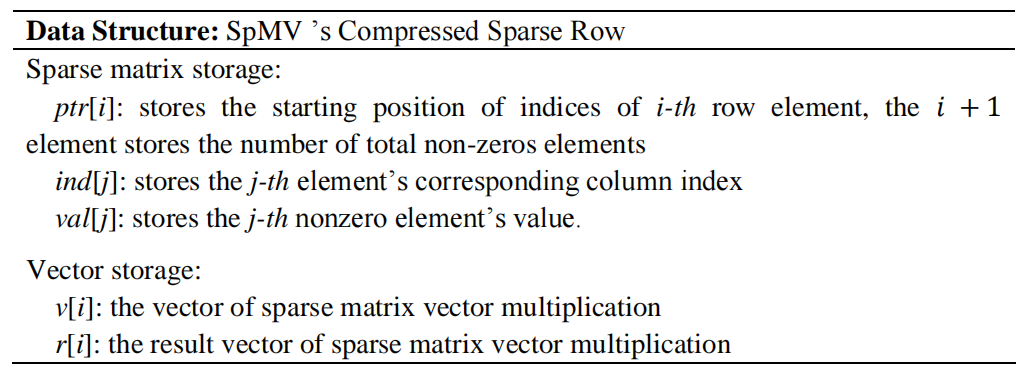 Data Structure: SpMV ’s Compressed Sparse Row
Sparse matrix storage:
ptr[i]: stores the starting position of indices of i-th row element, the i + 1
element stores the number of total non-zeros elements
ind[j]: stores the j-th element’s corresponding column index
val[j]: stores the j-th nonzero element’s value.
Vector storage:
v[i]: the vector of sparse matrix vector multiplication
r[i]: the result vector of sparse matrix vector multiplication